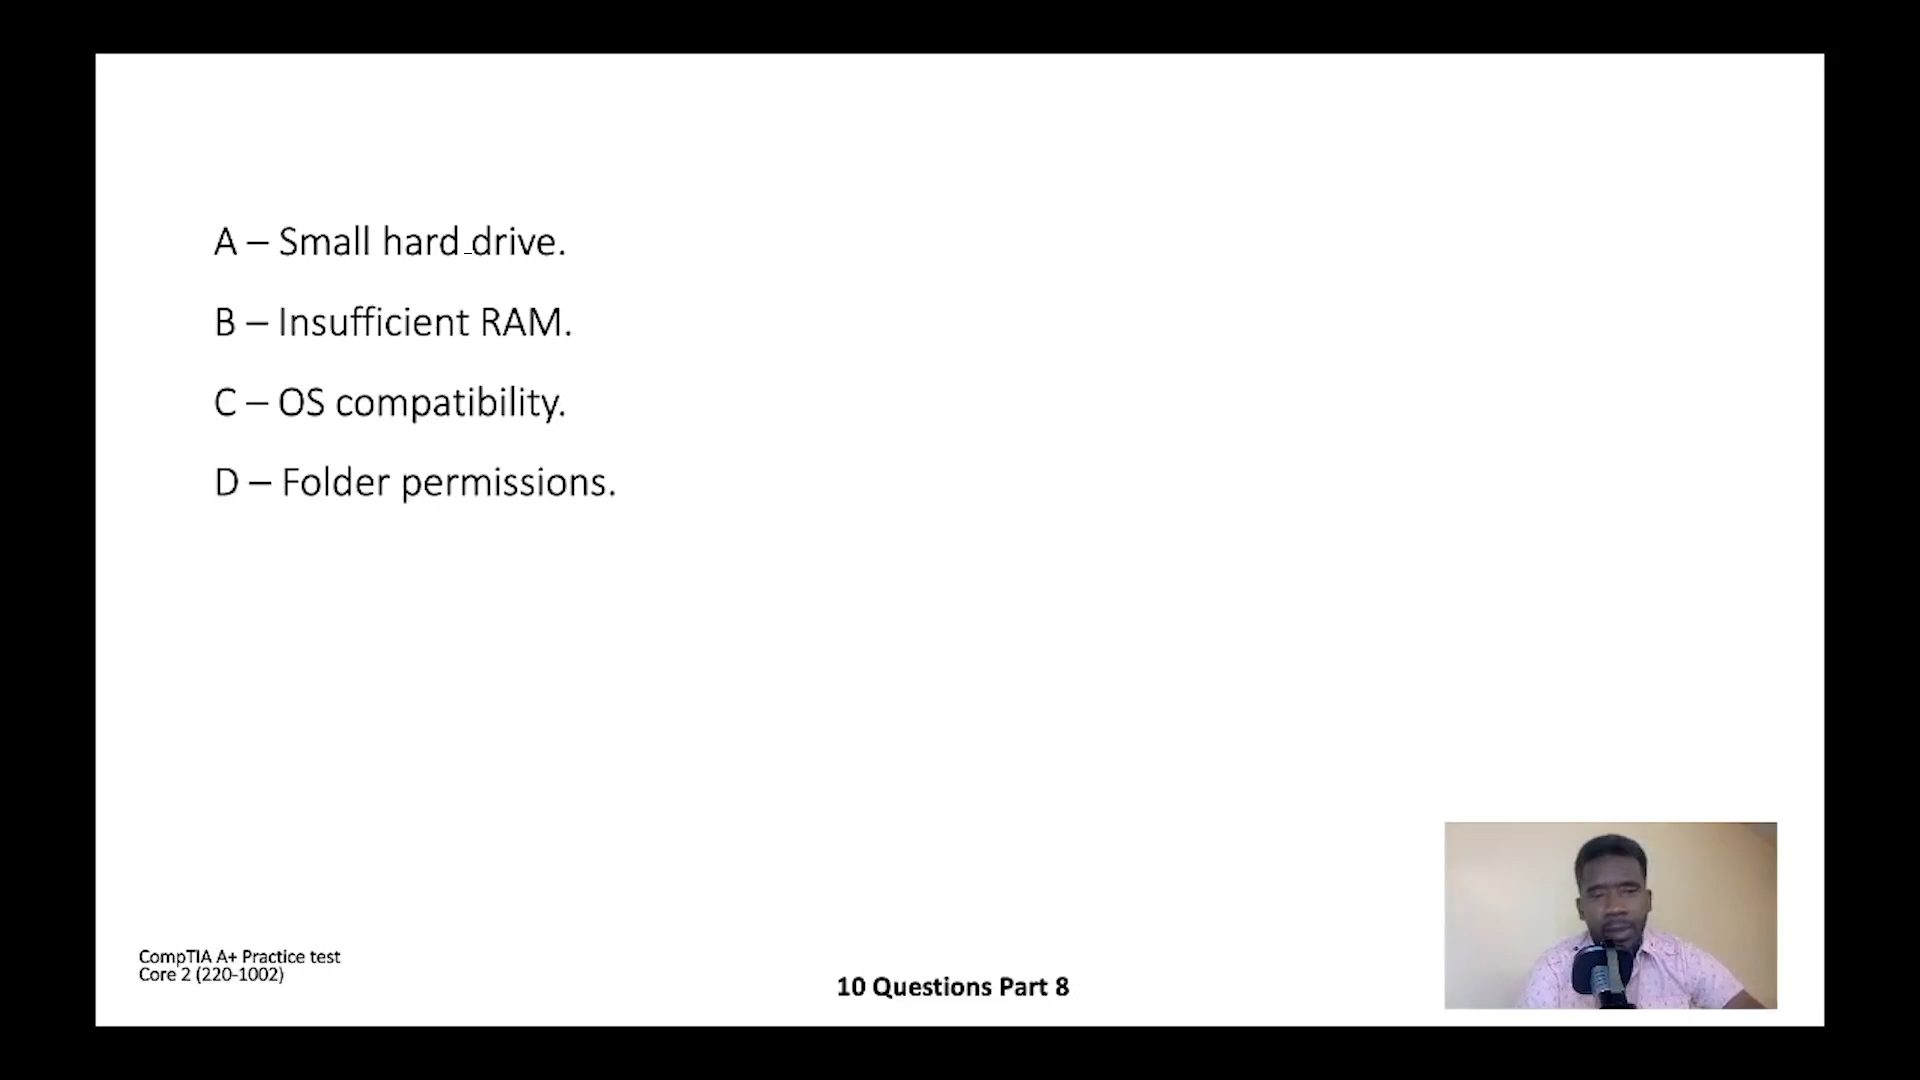 A – Small hard drive.
B – Insufficient RAM.
C – OS compatibility.
D – Folder permissions.
CompTIA A+ Practice test
Core 2 (220-1002)
10 Questions Part 8